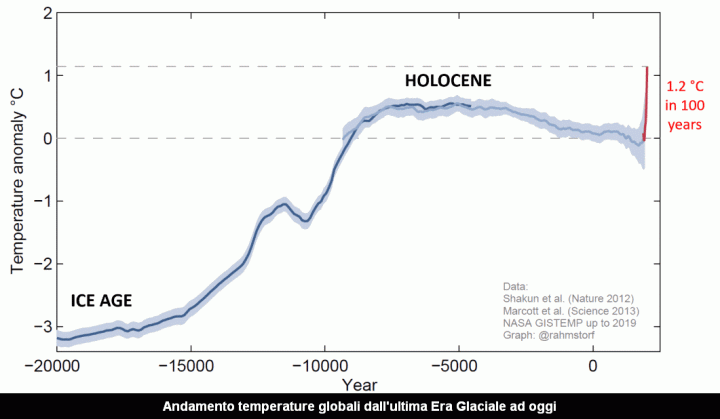 2
1
0
−1
−2
−3
Temperature anomaly °C
HOLOCENE
1.2 °C
in 100
years
ICE AGE
Data:
Shakun et al. (Nature 2012)
Marcott et al. (Science 2013)
NASA GISTEMP up to 2019
Graph: @rahmstorf
−20000
−15000
−10000
−5000
0
Year
Andamento temperature globali dall'ultima Era Glaciale ad oggi